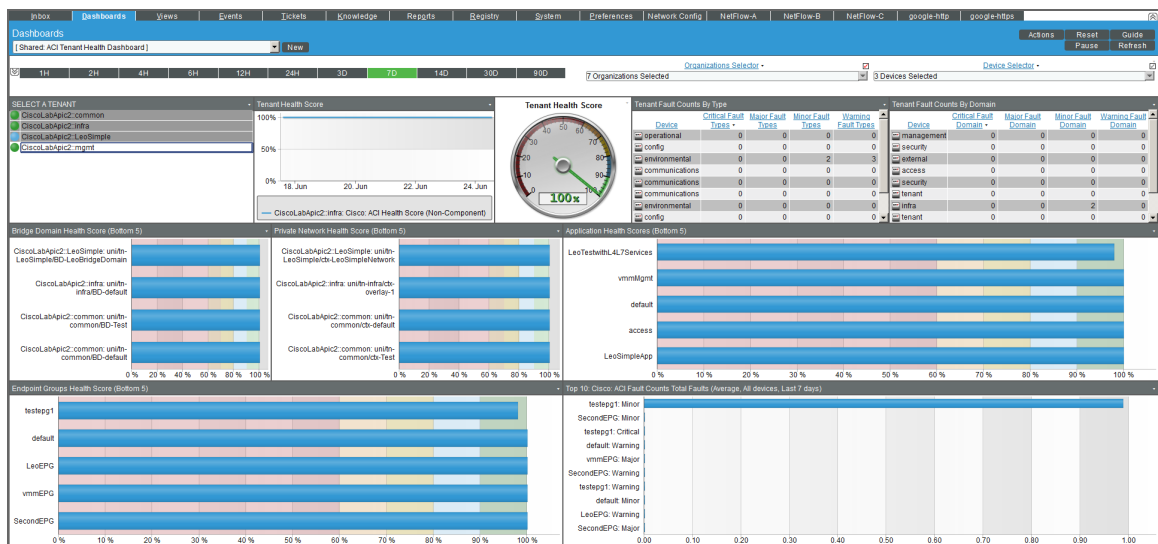 Inbox Dashboards Views Events Tickets Knowledge Reports Registry System Preferences Network Config NetFlow-A NetFlow-B NetFlow-C google-http google-https
Dashboards
Actions Reset Guide
[ Shared: ACI Tenant Health Dashboard ] New
Pause Refresh
Organizations Selector Device Selector
1H 2H 4H 6H 12H 24H 3D 7D 14D 30D 90D
7 Organizations Selected 3 Devices Selected
SELECT A TENANT
CiscoLabApic2::common
CiscoLabApic2::infra
CiscoLabApic2::LeoSimple
CiscoLabApic2::mgmt
Tenant Health Score
100%
50%
0%
18. Jun 20. Jun 22. Jun 24. Jun
CiscoLabApic2::infra: Cisco: ACI Health Score (Non-Component)
Tenant Health Score
0 10 20 30 40 50 60 70 80 90 100
100%
Tenant Fault Counts By Type
Device Critical Fault Types Major Fault Types Minor Fault Types Warning Fault Types
operational 0 0 0 0
config 0 0 0 0
environmental 0 0 2 3
communications 0 0 0 0
communications 0 0 0 0
communications 0 0 0 0
environmental 0 0 0 0
config 0 0 0 0
Tenant Fault Counts By Domain
Device Critical Fault Domain Major Fault Domain Minor Fault Domain Warning Fault Domain
management 0 0 0 0
security 0 0 0 0
external 0 0 0 0
access 0 0 0 0
security 0 0 0 0
tenant 0 0 0 0
infra 0 0 2 0
tenant 0 0 0 0
Bridge Domain Health Score (Bottom 5)
CiscoLabApic2::LeoSimple: uni/tn-
LeoSimple/BD-LeoBridgeDomain
CiscoLabApic2::infra: uni/tn-
infra/BD-default
CiscoLabApic2::common: uni/tn-
common/BD-Test
CiscoLabApic2::common: uni/tn-
common/BD-default
0 % 20 % 40 % 60 % 80 % 100 %
Private Network Health Score (Bottom 5)
CiscoLabApic2::LeoSimple: uni/tn-
LeoSimple/ctx-LeoSimpleNetwork
CiscoLabApic2::infra: uni/tn-infra/ctx-
overlay-1
CiscoLabApic2::common: uni/tn-
common/ctx-default
CiscoLabApic2::common: uni/tn-
common/ctx-Test
0 % 20 % 40 % 60 % 80 % 100 %
Application Health Scores (Bottom 5)
LeoTestwithL4L7Services
vmmMgmt
default
access
LeoSimpleApp
0 % 10 % 20 % 30 % 40 % 50 % 60 % 70 % 80 % 90 % 100 %
Endpoint Groups Health Score (Bottom 5)
testepg1
default
LeoEPG
vmmEPG
SecondEPG
0 % 10 % 20 % 30 % 40 % 50 % 60 % 70 % 80 % 90 % 100 %
Top 10: Cisco: ACI Fault Counts Total Faults (Average, All devices, Last 7 days)
testepg1: Minor
SecondEPG: Minor
testepg1: Critical
default: Warning
vmmEPG: Major
SecondEPG: Warning
testepg1: Warning
default: Minor
LeoEPG: Warning
SecondEPG: Major
0.00 0.10 0.20 0.30 0.40 0.50 0.60 0.70 0.80 0.90 1.00